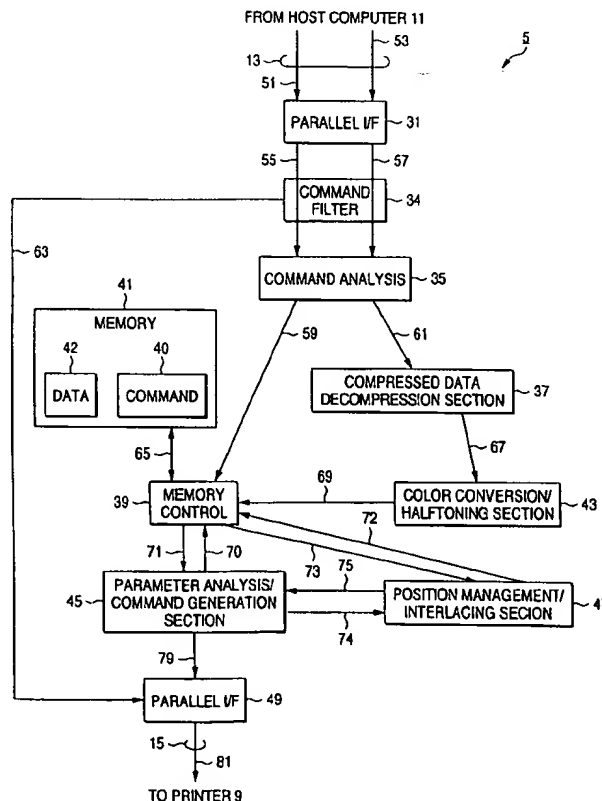 FROM HOST COMPUTER 11
53
5
13
51
PARALLEL I/F
31
55
57
COMMAND
FILTER
34
63
COMMAND ANALYSIS
35
41
MEMORY
59
61
42
40
DATA
COMMAND
COMPRESSED DATA
DECOMPRESSION SECTION
37
65
67
39
MEMORY
CONTROL
69
COLOR CONVERSION/
HALFTONING SECTION
43
72
71
70
73
75
45
PARAMETER ANALYSIS/
COMMAND GENERATION
SECTION
POSITION MANAGEMENT/
INTERLACING SECION
74
79
PARALLEL I/F
49
15
81
TO PRINTER 9